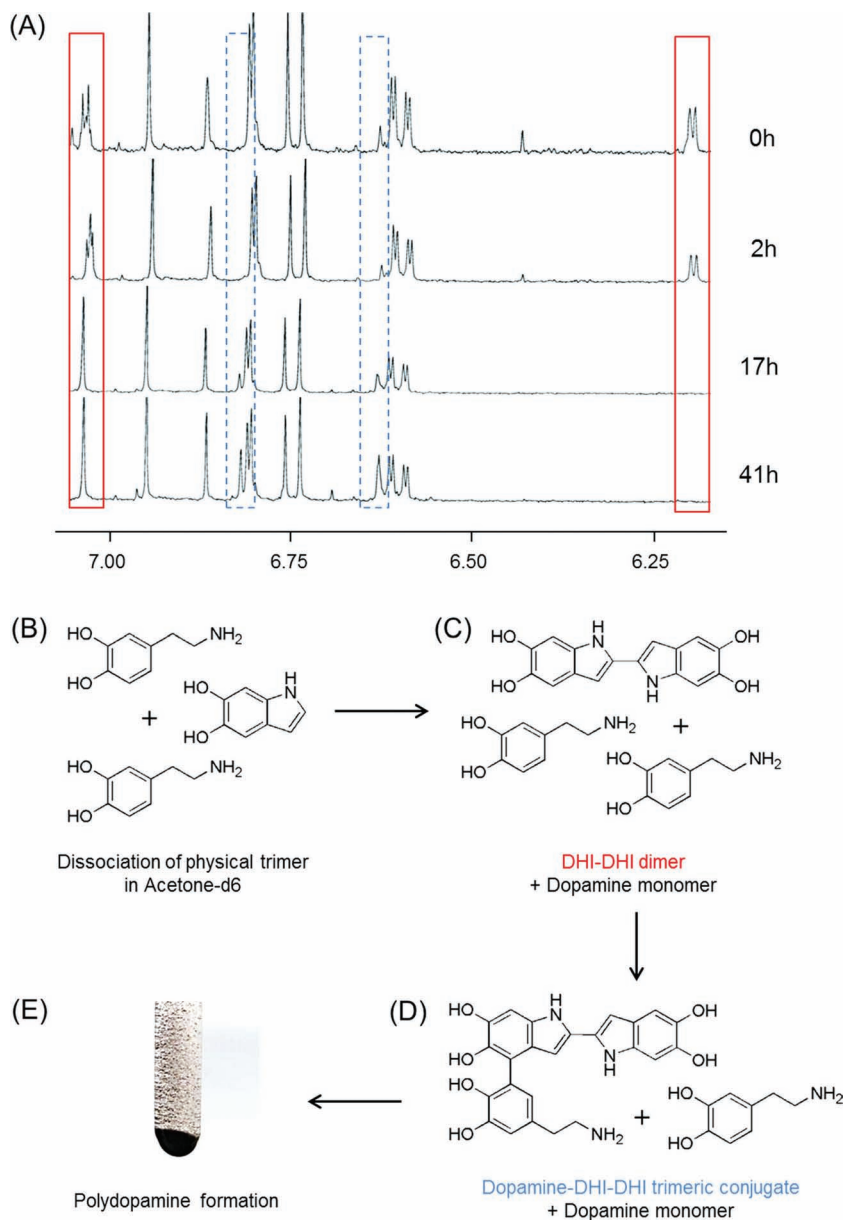 (A)
0h
2h
17h
41h
7.00 6.75 6.50 6.25
(B)
HO
NH2
HO
+
HO
H
N
HO
HO
NH2
HO
Dissociation of physical trimer
in Acetone-d6
(C)
HO
H
N
OH
HO
N
H
OH
HO
NH2
+
HO
HO
NH2
HO
DHI-DHI dimer
+ Dopamine monomer
(E)
Polydopamine formation
(D)
HO
H
N
OH
HO
N
H
OH
HO
HO
NH2
+
HO
NH2
HO
Dopamine-DHI-DHI trimeric conjugate
+ Dopamine monomer